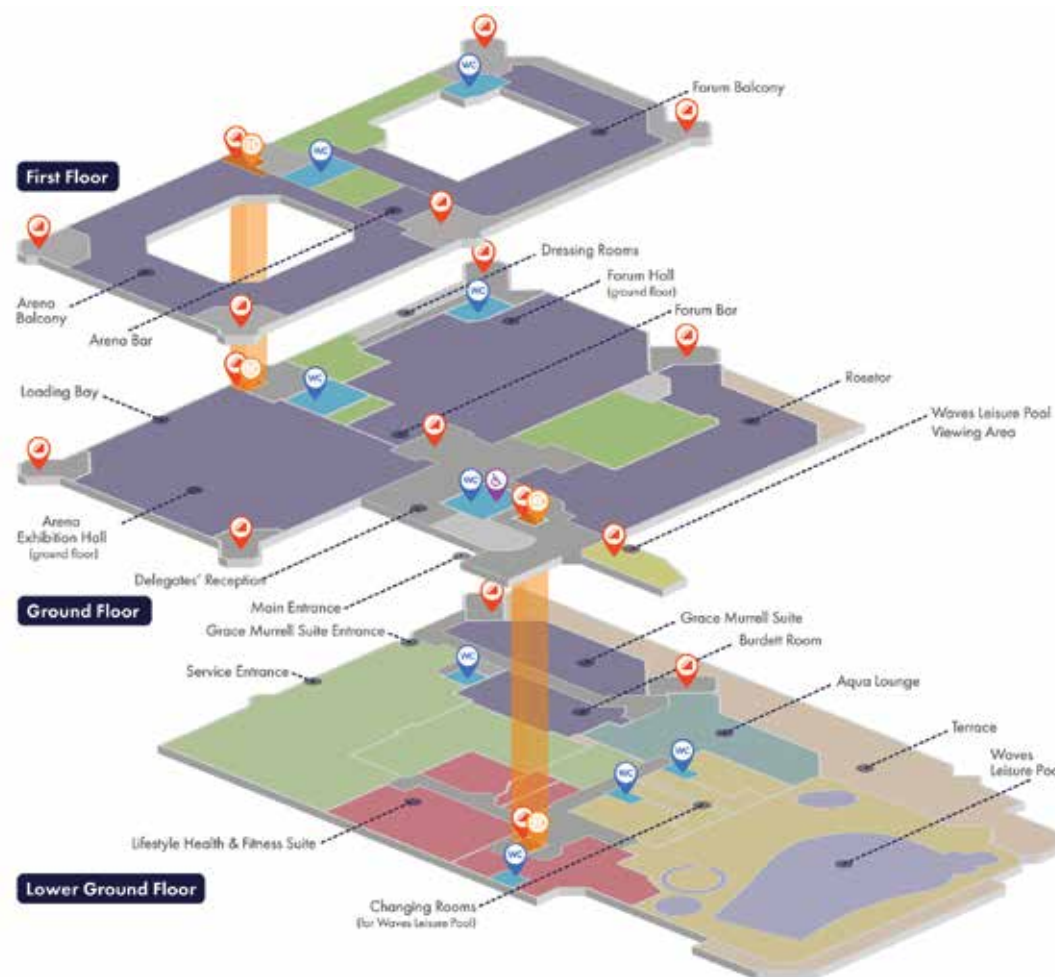 WC
Forum Balcony
WC
First Floor
Arena
Balcony
Arena Bar
Dressing Rooms
Forum Hall
(ground floor)
Forum Bar
WC
WC
Loading Bay
Rosetor
Waves Leisure Pool
Viewing Area
WC
Arena
Exhibition Hall
(ground floor)
Delegates' Reception
Ground Floor
Main Entrance
Grace Murrell Suite Entrance
Grace Murrell Suite
Burdett Room
Service Entrance
WC
Aqua Lounge
Terrace
Waves
Leisure Poo
WC
WC
Lifestyle Health & Fitness Suite
WC
Lower Ground Floor
Changing Rooms
(for Waves Leisure Pool)